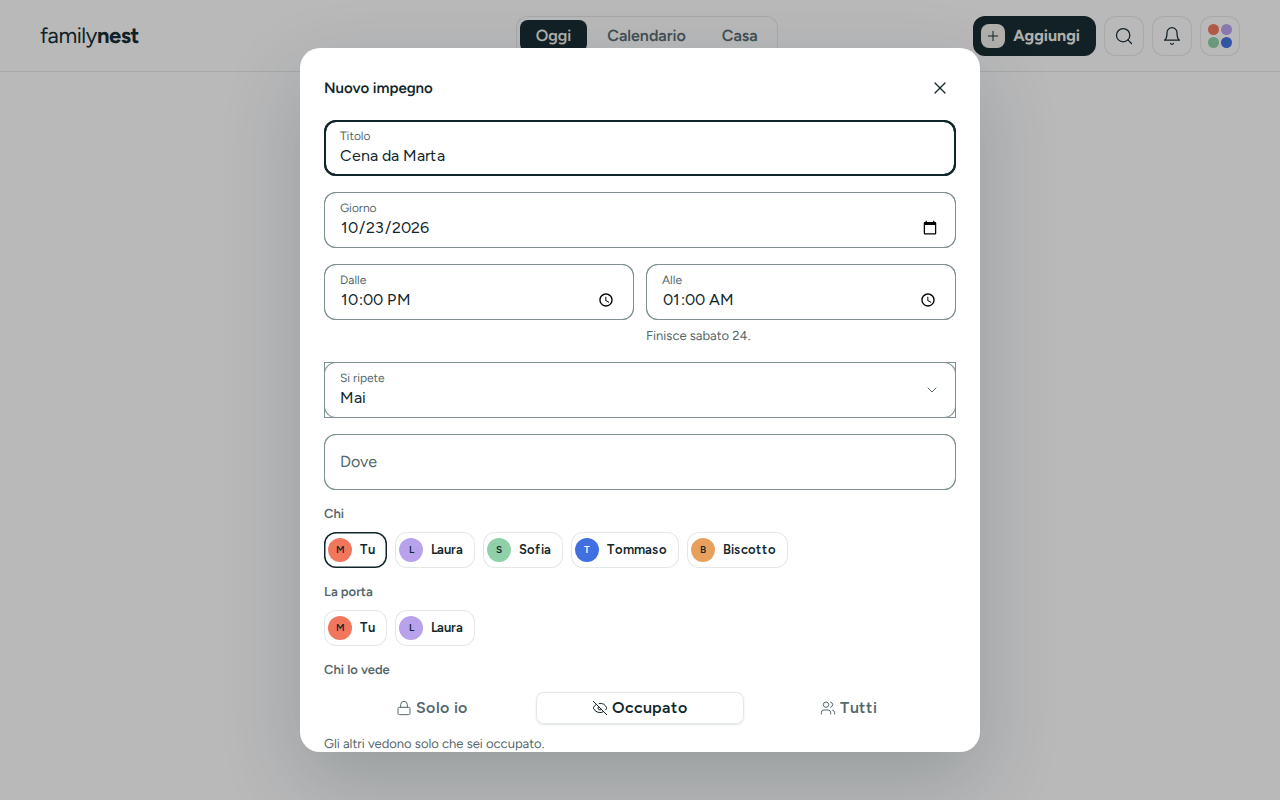 familynest
Oggi Calendario Casa
Aggiungi
Nuovo impegno
Titolo
Cena da Marta
Giorno
10/23/2026
Dalle
10:00 PM
Alle
01:00 AM
Finisce sabato 24.
Si ripete
Mai
Dove
Chi
M Tu L Laura S Sofia T Tommaso B Biscotto
La porta
M Tu L Laura
Chi lo vede
Solo io Occupato Tutti
Gli altri vedono solo che sei occupato.